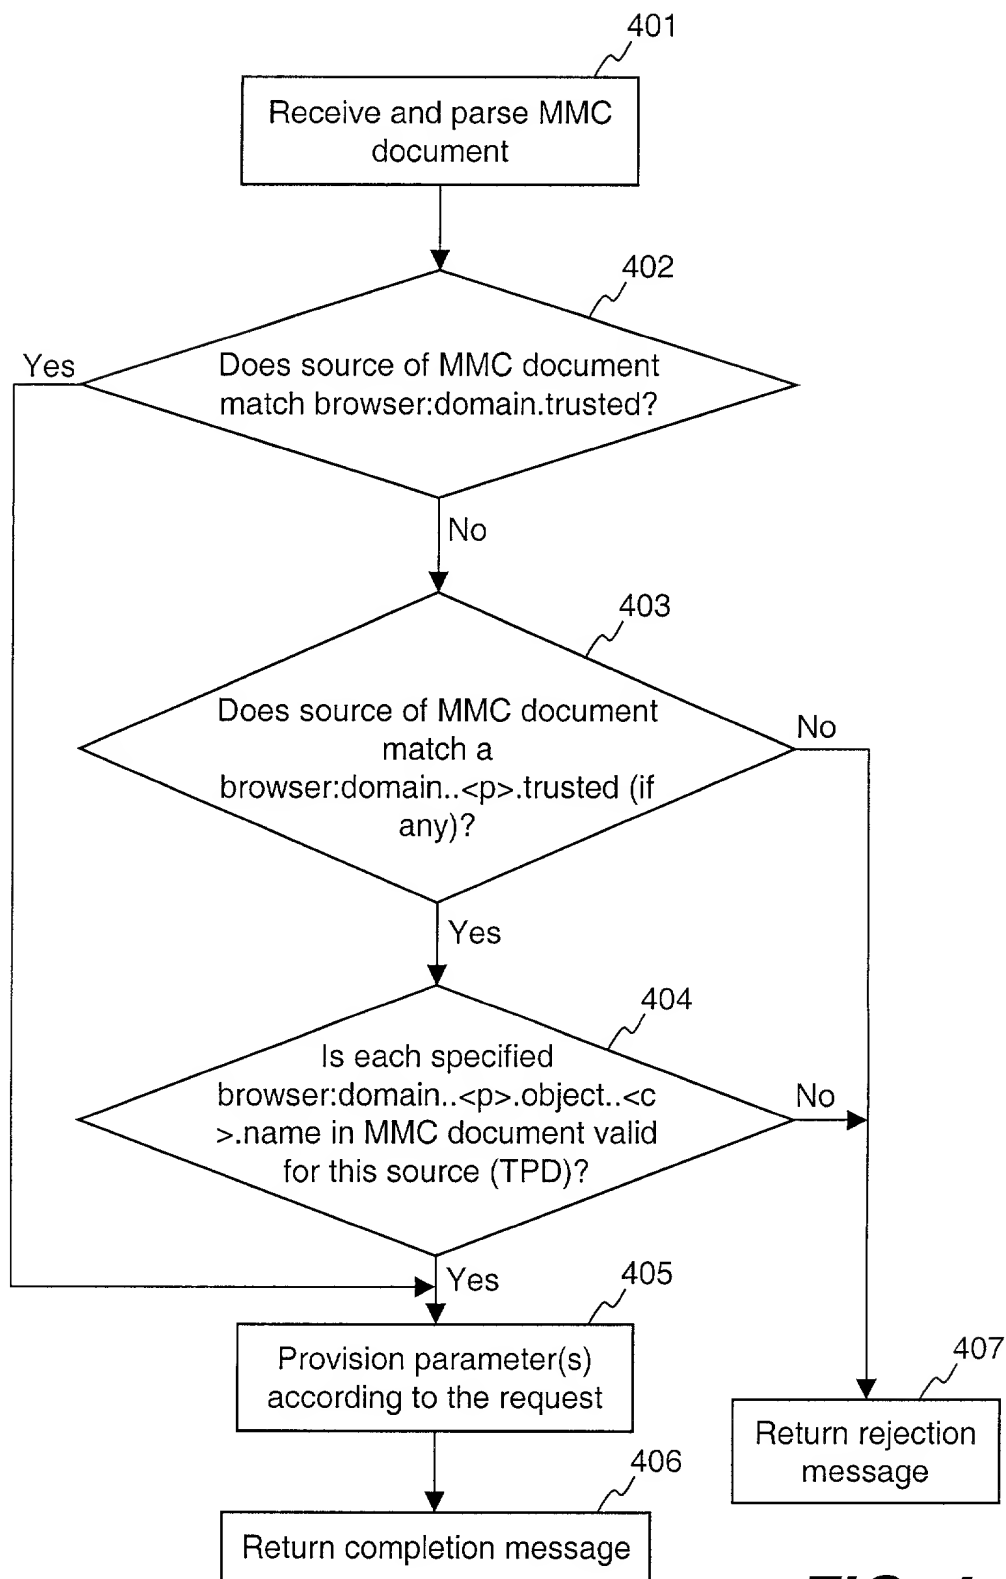 401
Receive and parse MMC
document
402
Yes
Does source of MMC document
match browser:domain.trusted?
No
403
Does source of MMC document
match a
browser:domain..<p>.trusted (if
any)?
No
Yes
404
Is each specified
browser:domain..<p>.object..<c
>.name in MMC document valid
for this source (TPD)?
No
Yes
405
Provision parameter(s)
according to the request
407
Return rejection
message
406
Return completion message